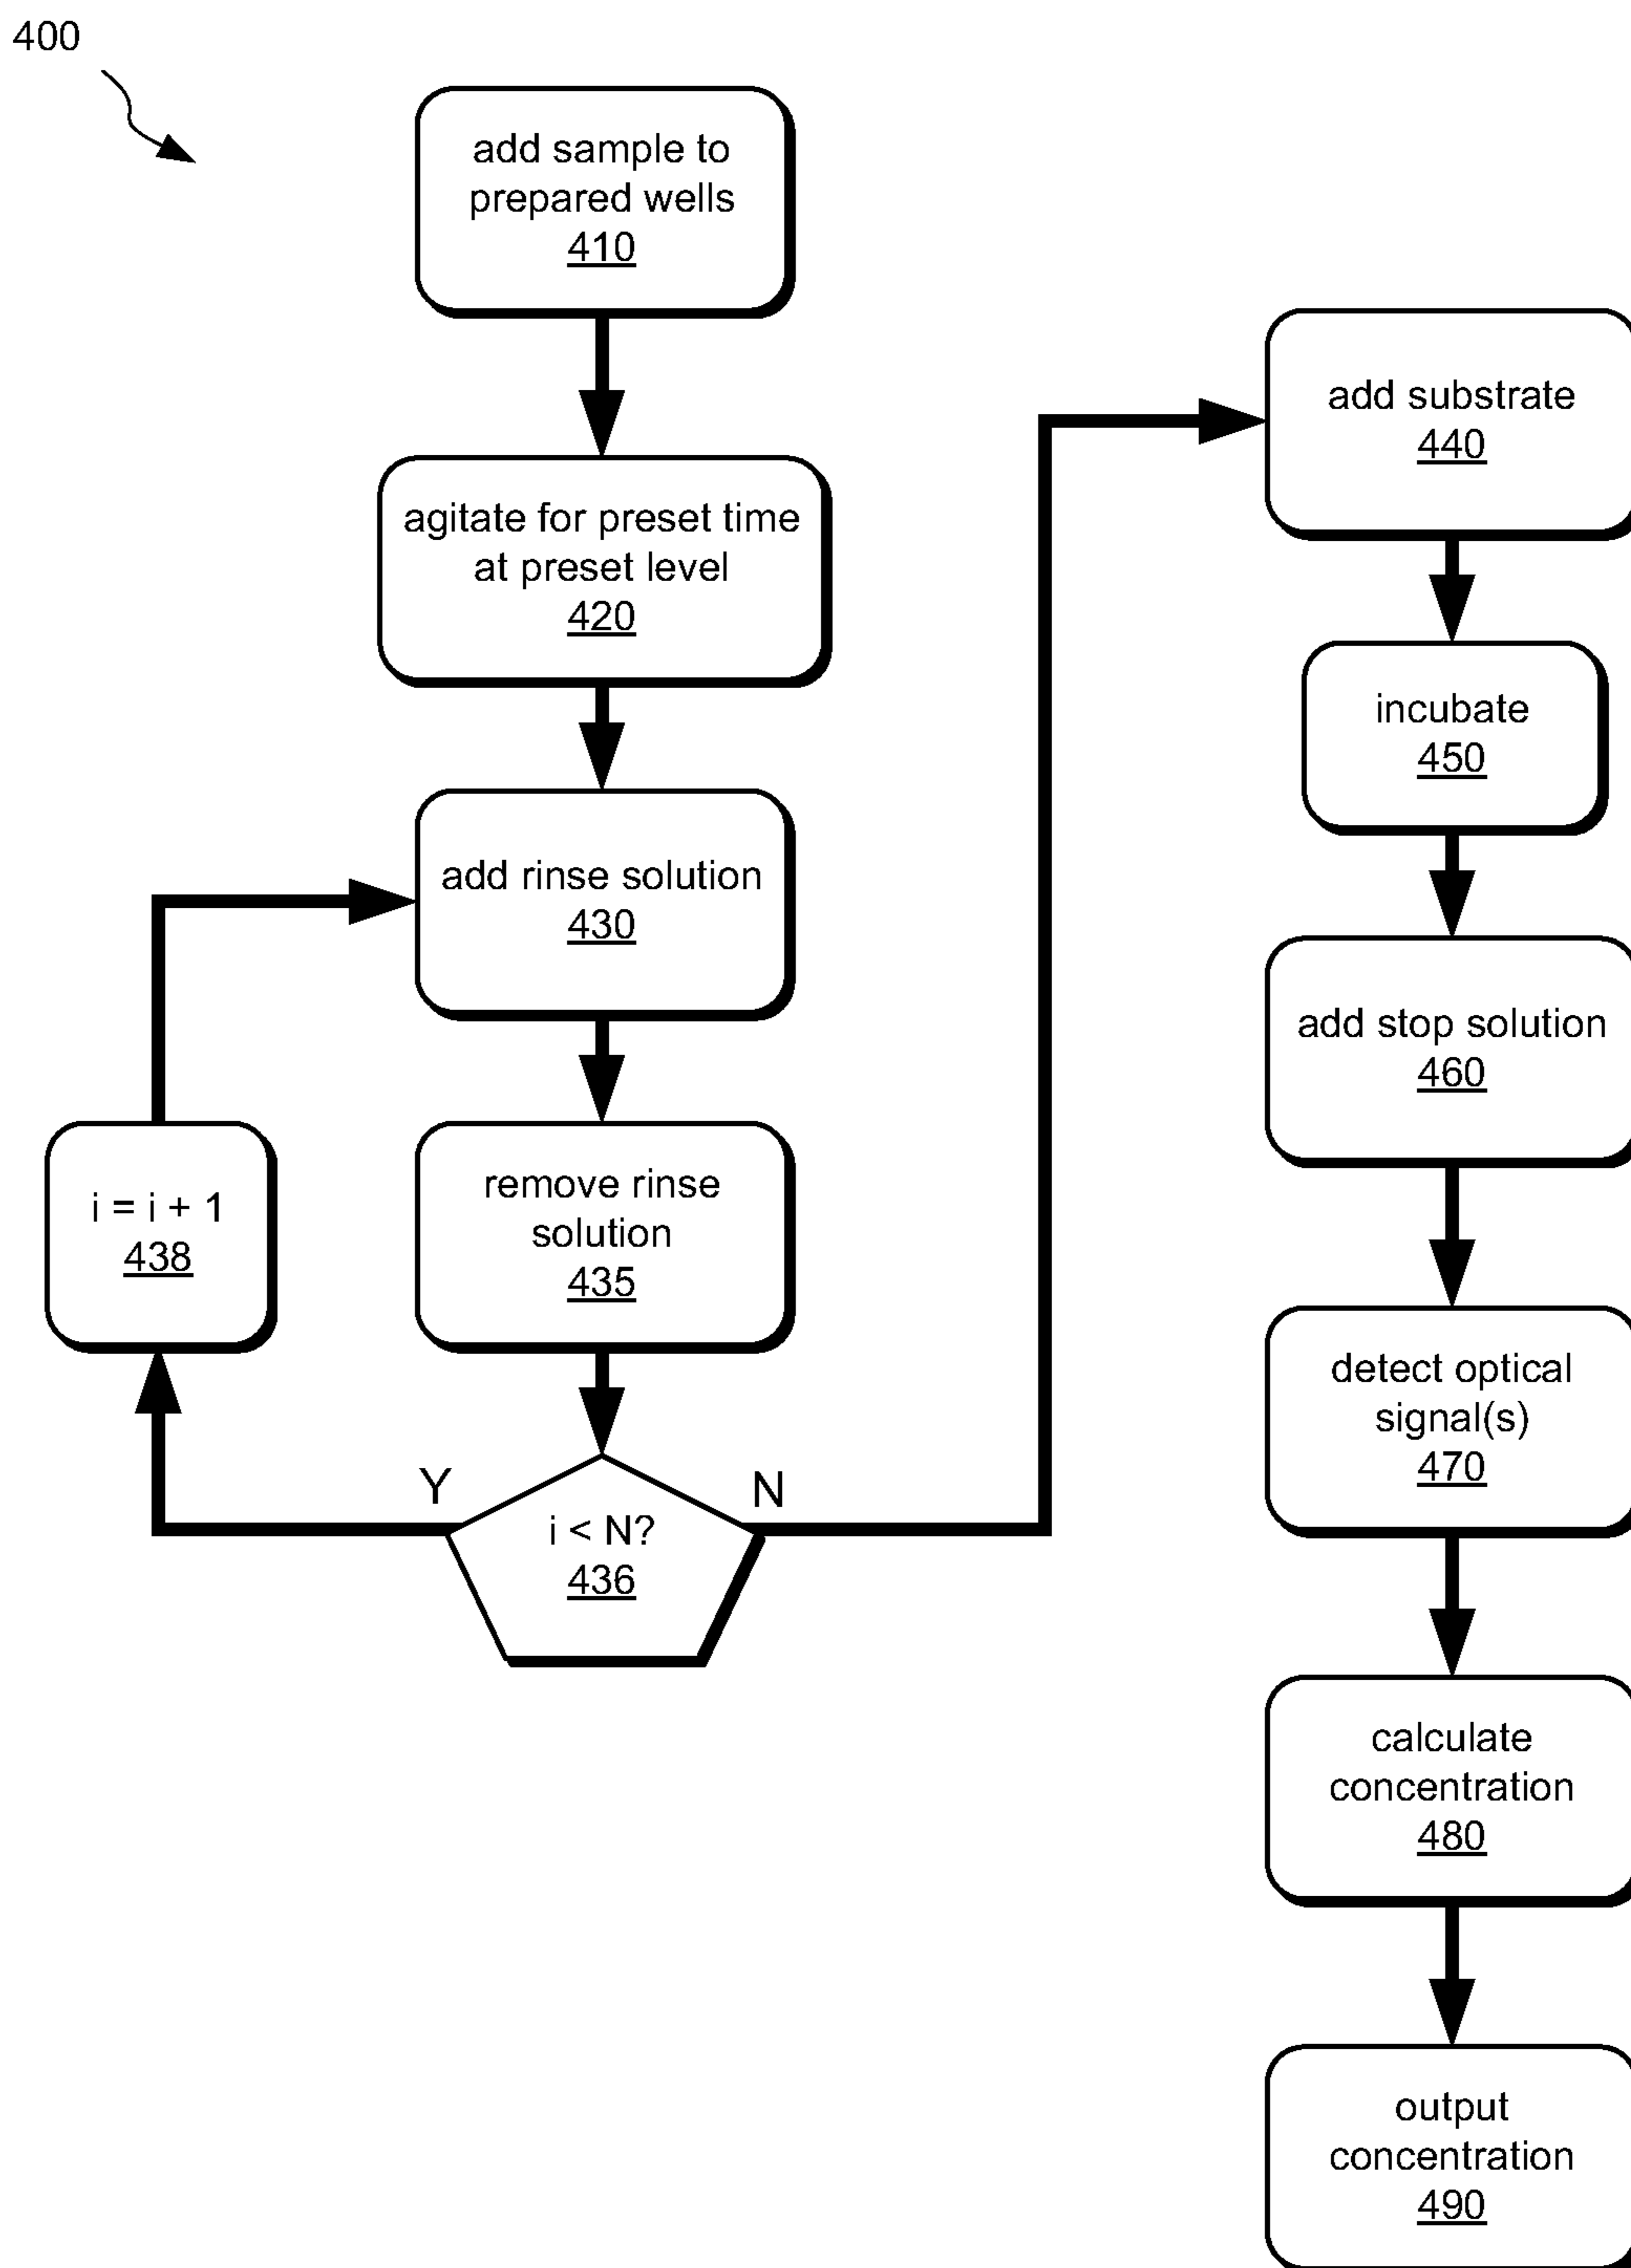 400
add sample to
prepared wells
410
agitate for preset time
at preset level
420
add rinse solution
430
remove rinse
solution
435
i = i + 1
438
Y
N
i < N?
436
add substrate
440
incubate
450
add stop solution
460
detect optical
signal(s)
470
calculate
concentration
480
output
concentration
490